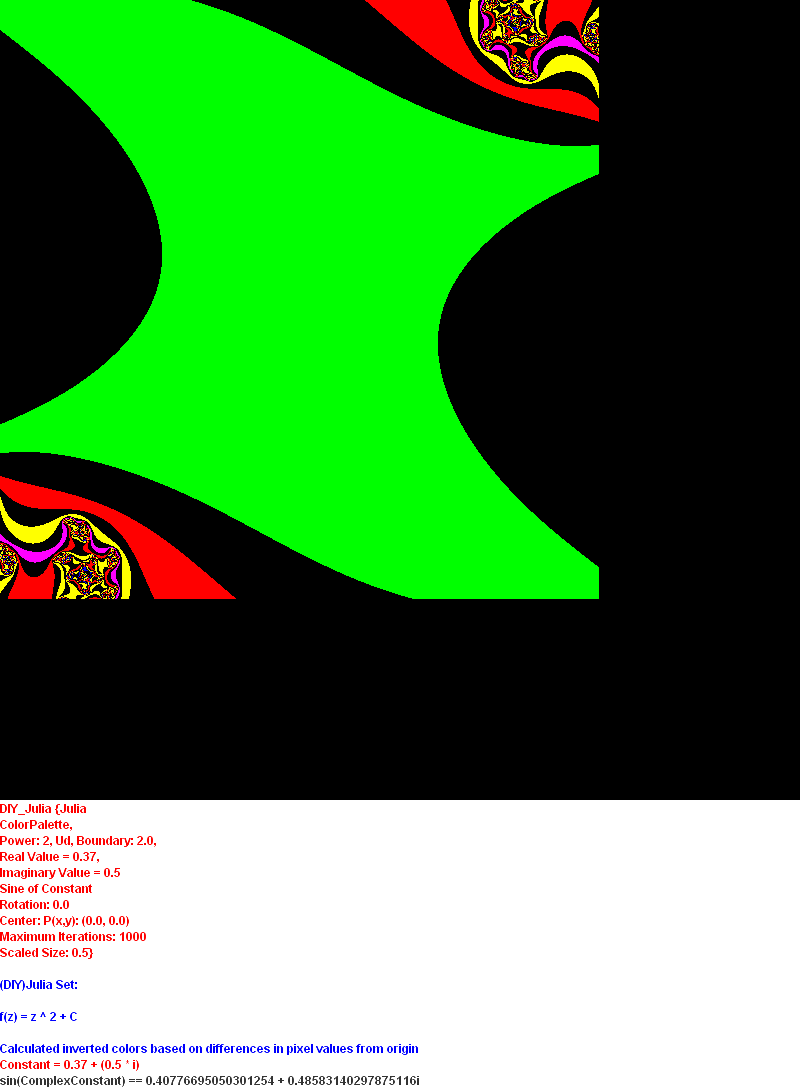 DIY_Julia {Julia
ColorPalette,
Power: 2, Ud, Boundary: 2.0,
Real Value = 0.37,
Imaginary Value = 0.5
Sine of Constant
Rotation: 0.0
Center: P(x,y): (0.0, 0.0)
Maximum Iterations: 1000
Scaled Size: 0.5}
(DIY)Julia Set:
f(z) = z ^ 2 + C
Calculated inverted colors based on differences in pixel values from origin
Constant = 0.37 + (0.5 * i)
sin(ComplexConstant) == 0.40776695050301254 + 0.48583140297875116i